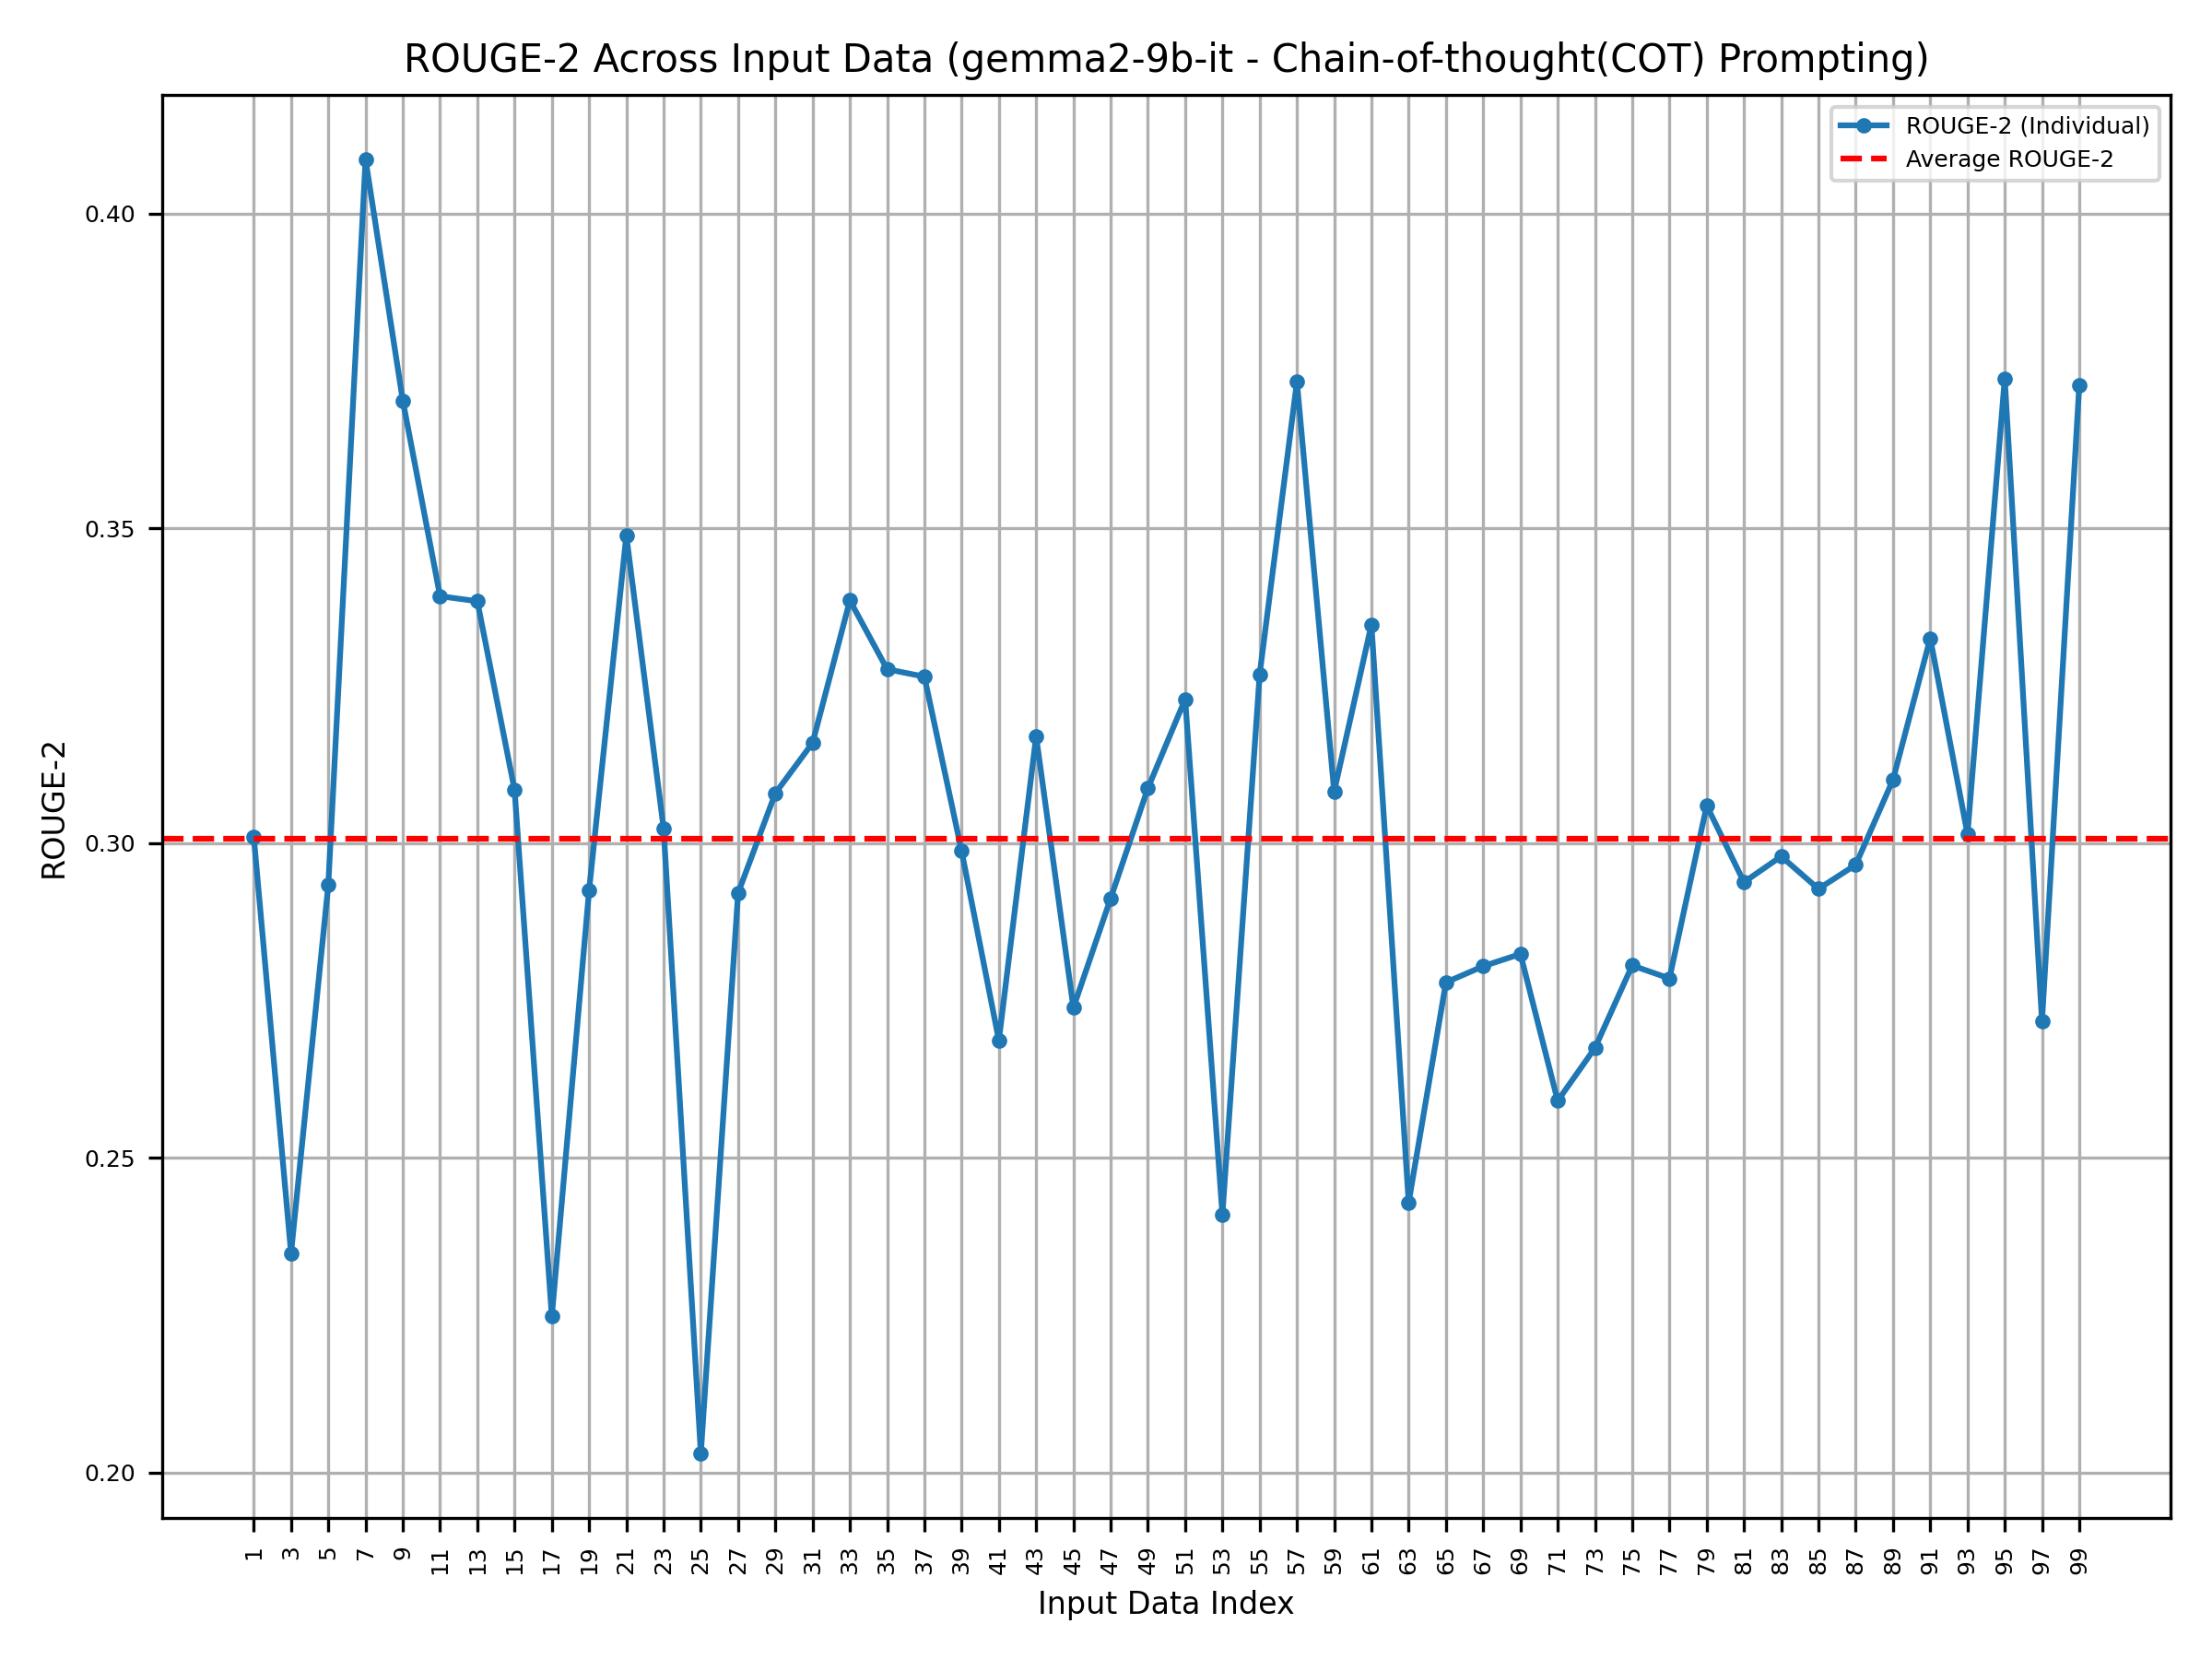 ROUGE-2 Across Input Data (gemma2-9b-it - Chain-of-thought(COT) Prompting)
ROUGE-2 (Individual)
Average ROUGE-2
ROUGE-2
0.40
0.35
0.30
0.25
0.20
1 3 5 7 9 11 13 15 17 19 21 23 25 27 29 31 33 35 37 39 41 43 45 47 49 51 53 55 57 59 61 63 65 67 69 71 73 75 77 79 81 83 85 87 89 91 93 95 97 99
Input Data Index